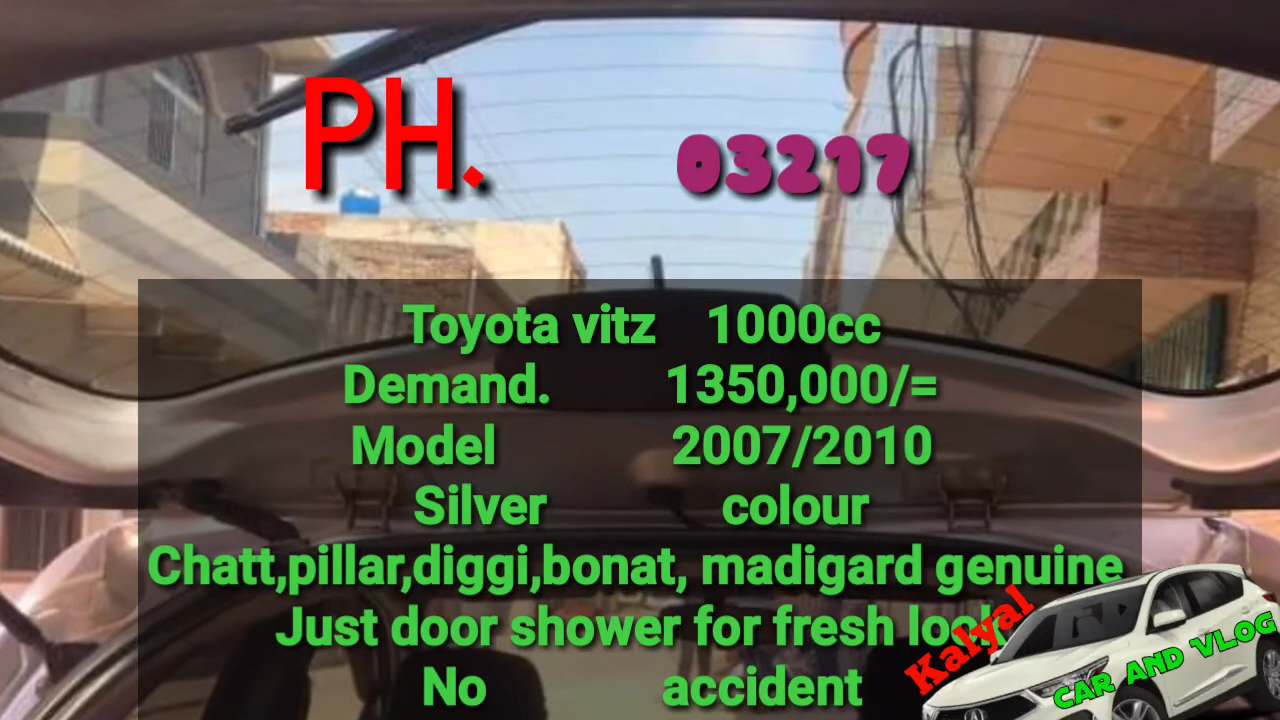 PH. 03217
Toyota vitz 1000cc
Demand. 1350,000/=
Model 2007/2010
Silver colour
Chatt,pillar,diggi,bonat, madigard genuine
Just door shower for fresh look
No accident
Kalyal
CAR AND VLOG